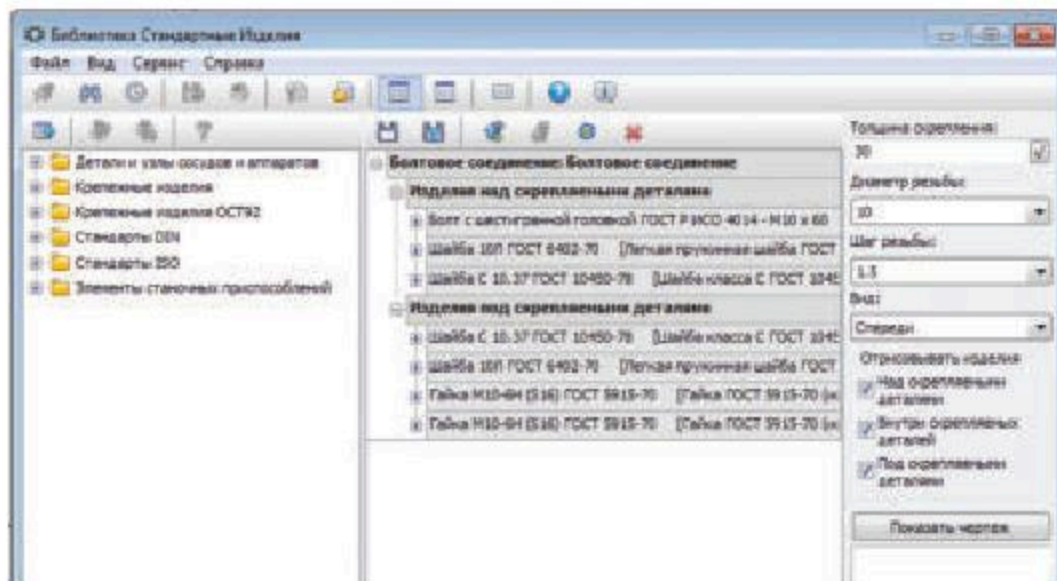 Библиотека Стандартные Изделия
Файл Вид Сервис Справка
Детали и узлы сосудов и аппаратов
Крепежные изделия
Крепежные изделия ОСТ92
Стандарты DIN
Стандарты ISO
Элементы станочных приспособлений
Болтовое соединение: Болтовое соединение
Изделия над скрепляемыми деталями
Болт с шестигранной головкой ГОСТ Р ИСО 4014 - М10 x 60
Шайба 10Л ГОСТ 6402-70 [Легкая пружинная шайба ГОСТ
Шайба C 10.37 ГОСТ 10450-78 [Шайба класса C ГОСТ 1045
Изделия под скрепляемыми деталями
Шайба C 10.37 ГОСТ 10450-78 [Шайба класса C ГОСТ 1045
Шайба 10Л ГОСТ 6402-70 [Легкая пружинная шайба ГОСТ
Гайка М10-6H (S16) ГОСТ 5915-70 [Гайка ГОСТ 5915-70 (ис
Гайка М10-6H (S16) ГОСТ 5915-70 [Гайка ГОСТ 5915-70 (ис
Толщина скрепления:
30
Диаметр резьбы:
10
Шаг резьбы:
1.5
Вид:
Спереди
Отрисовывать изделия
Над скрепляемыми
деталями
Внутри скрепляемых
деталей
Под скрепляемыми
деталями
Показать чертеж